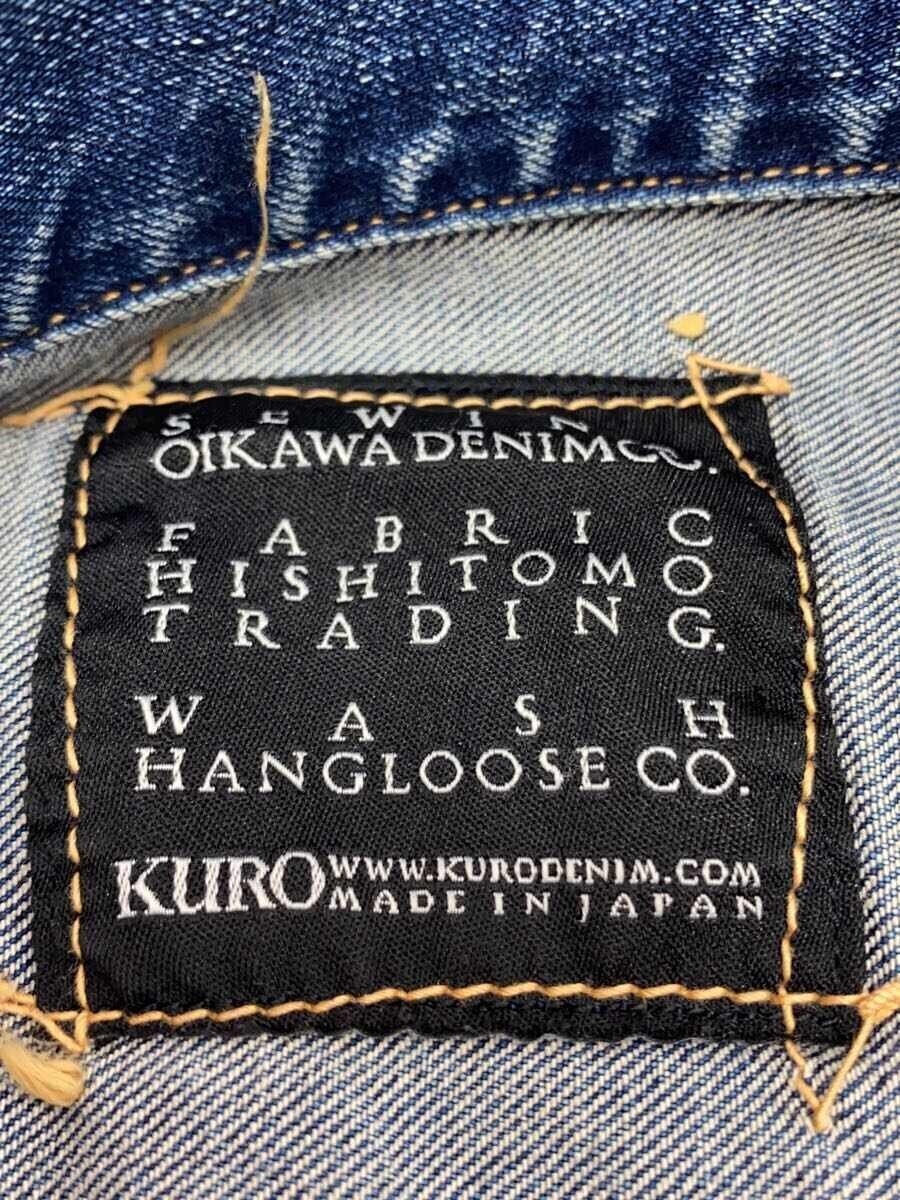 S E W I N
OIKAWA DENIM CO.
F A B R I C
HISHITOMO
T R A D I N G.
W A S H
HANGLOOSE CO.
KURO WWW.KURODENIM.COM
MADE IN JAPAN